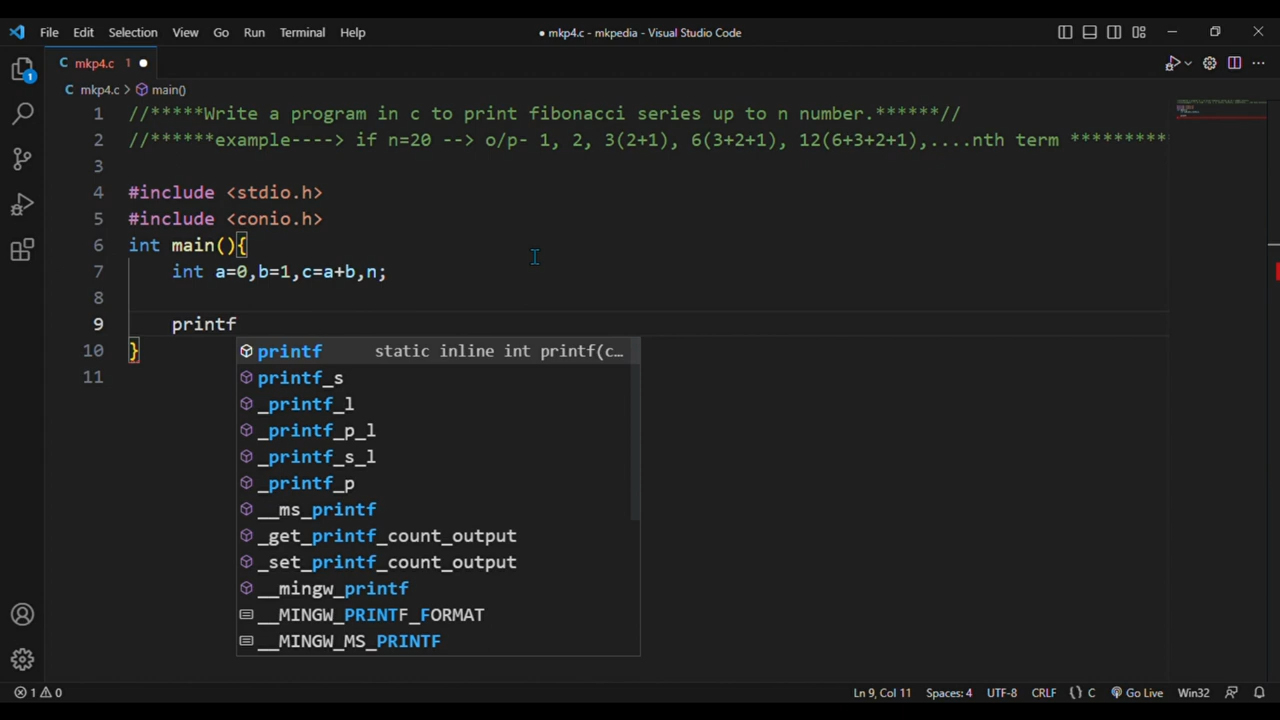 File Edit Selection View Go Run Terminal Help
● mkp4.c - mkpedia - Visual Studio Code
C mkp4.c 1 ●
C mkp4.c > main()
1 //*****Write a program in c to print fibonacci series up to n number.******//
2 //******example----> if n=20 --> o/p- 1, 2, 3(2+1), 6(3+2+1), 12(6+3+2+1),....nth term **********
3
4 #include <stdio.h>
5 #include <conio.h>
6 int main(){
7 int a=0,b=1,c=a+b,n;
8
9 printf
10 }
11
printf static inline int printf(c…
printf_s
_printf_l
_printf_p_l
_printf_s_l
_printf_p
__ms_printf
_get_printf_count_output
_set_printf_count_output
__mingw_printf
__MINGW_PRINTF_FORMAT
__MINGW_MS_PRINTF
1
1 0 Ln 9, Col 11 Spaces: 4 UTF-8 CRLF {} C Go Live Win32